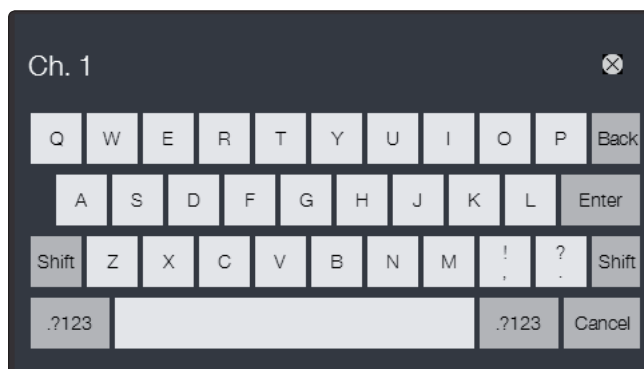 Ch. 1
Q W E R T Y U I O P Back
A S D F G H J K L Enter
Shift Z X C V B N M ! , ? . Shift
.?123 .?123 Cancel